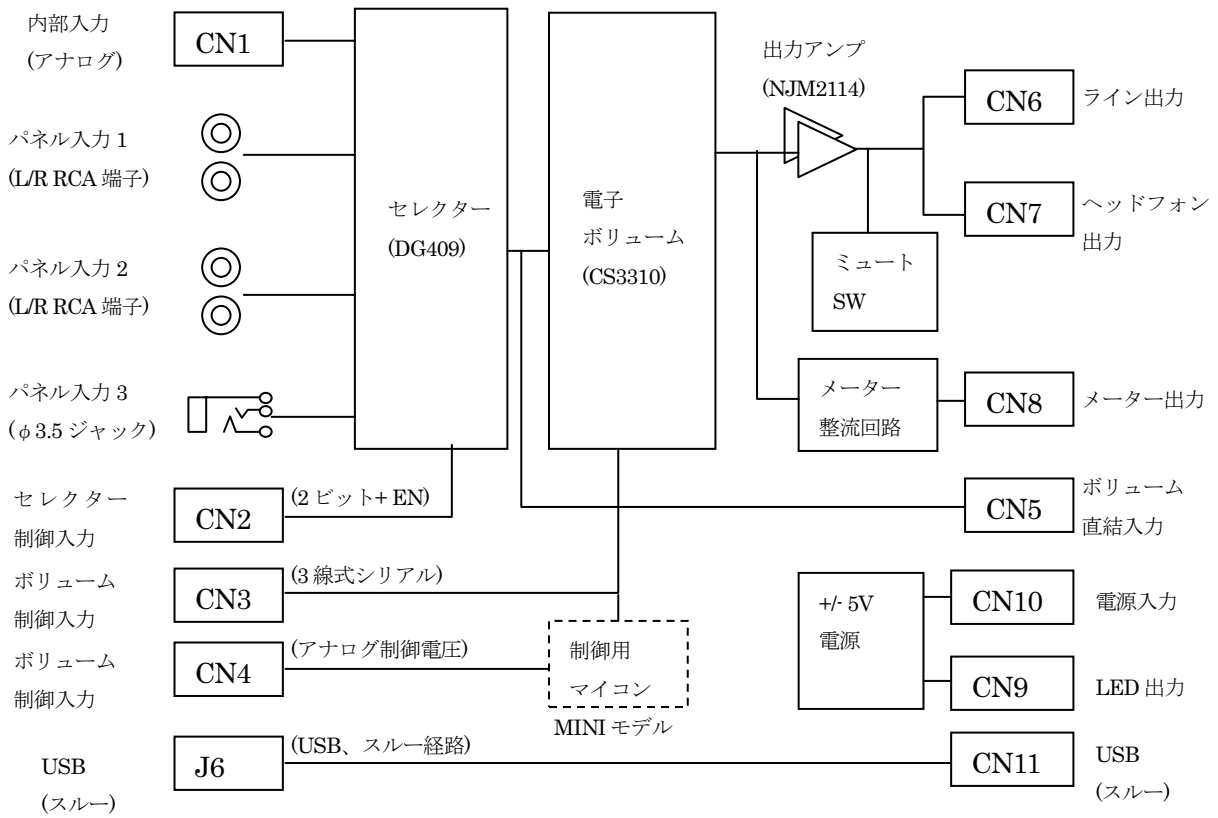 内部入力
(アナログ)
CN1
パネル入力 1
(L/R RCA 端子)
パネル入力 2
(L/R RCA 端子)
パネル入力 3
(φ3.5 ジャック)
セレクター
(DG409)
電子
ボリューム
(CS3310)
出力アンプ
(NJM2114)
CN6
ライン出力
CN7
ヘッドフォン
出力
ミュート
SW
メーター
整流回路
CN8
メーター出力
セレクター
制御入力
CN2
(2 ビット+ EN)
CN5
ボリューム
直結入力
ボリューム
制御入力
CN3
(3 線式シリアル)
ボリューム
制御入力
CN4
(アナログ制御電圧)
制御用
マイコン
MINI モデル
+/- 5V
電源
CN10
電源入力
CN9
LED 出力
USB
(スルー)
J6
(USB、スルー経路)
CN11
USB
(スルー)